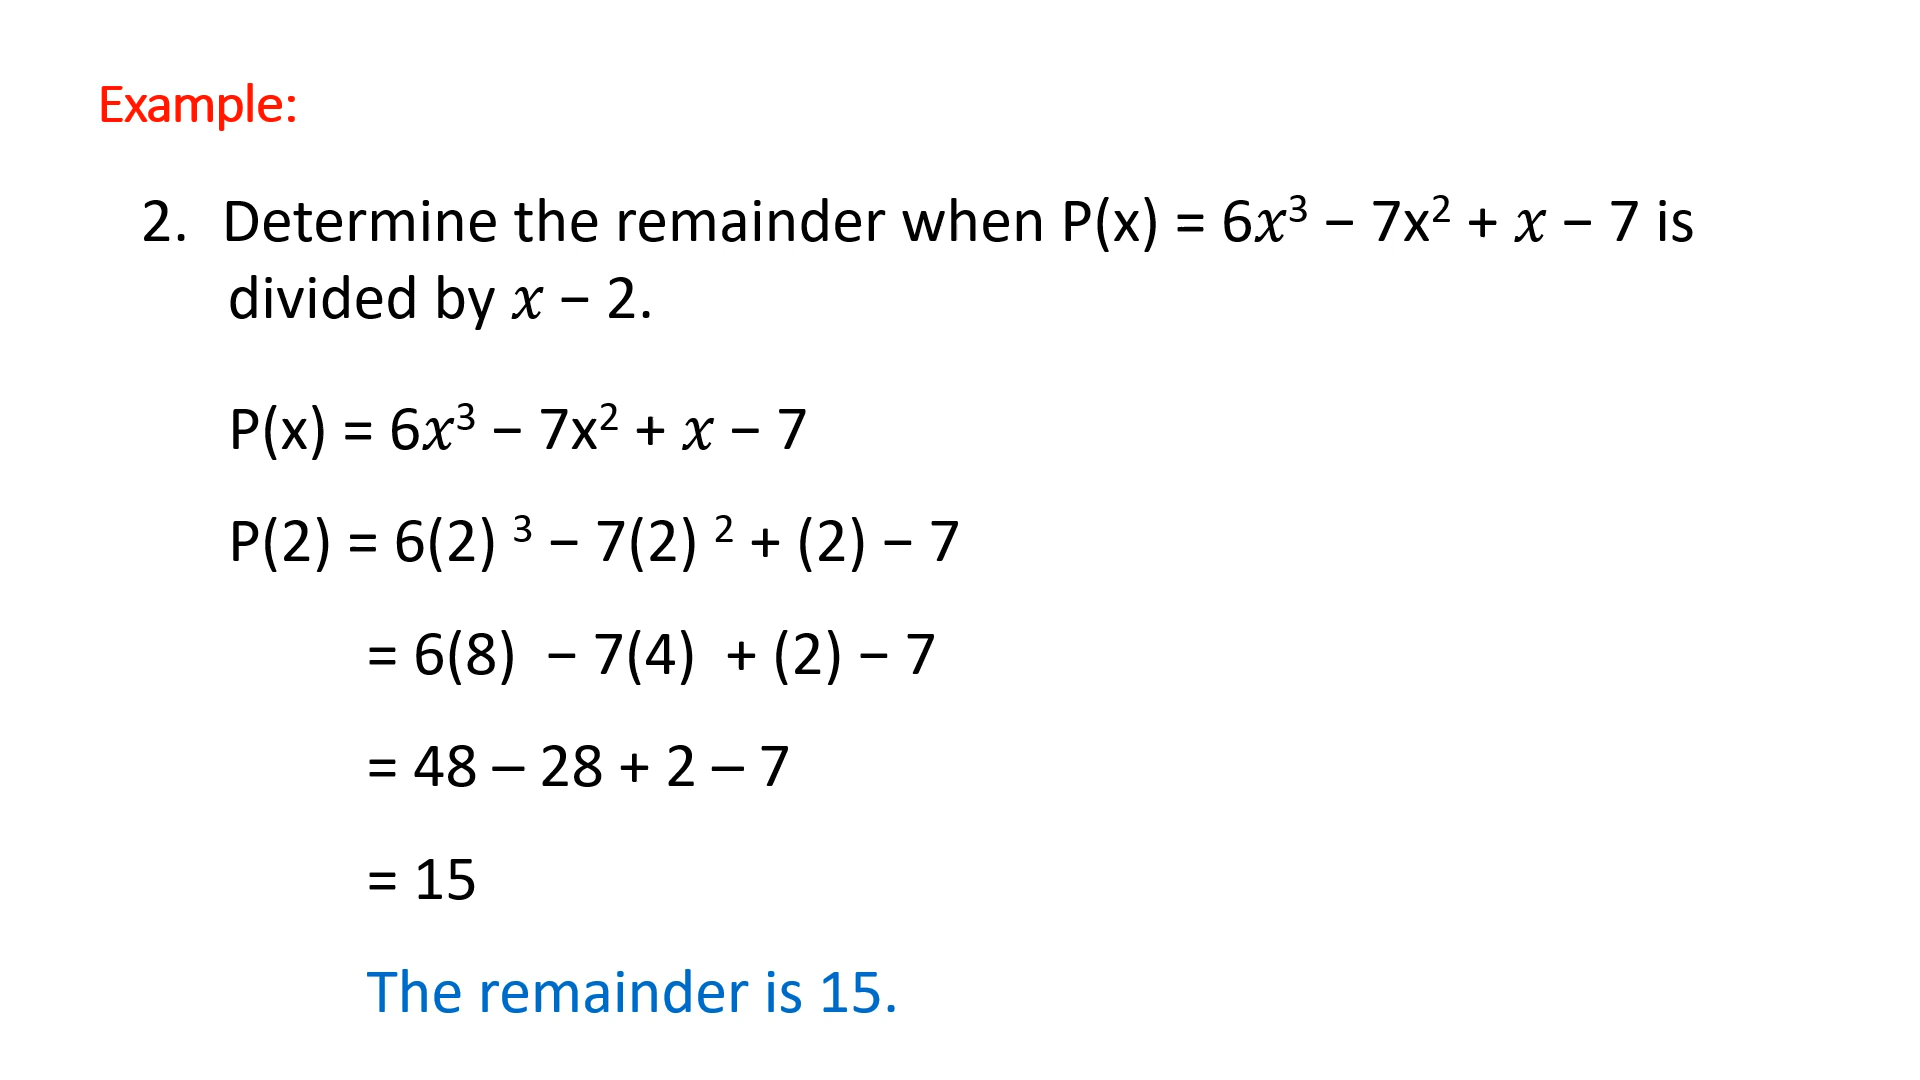 Example:
2. Determine the remainder when P(x) = 6𝑥³ − 7x² + 𝑥 − 7 is
divided by 𝑥 − 2.
P(x) = 6𝑥³ − 7x² + 𝑥 − 7
P(2) = 6(2) ³ − 7(2) ² + (2) − 7
= 6(8) − 7(4) + (2) − 7
= 48 – 28 + 2 – 7
= 15
The remainder is 15.